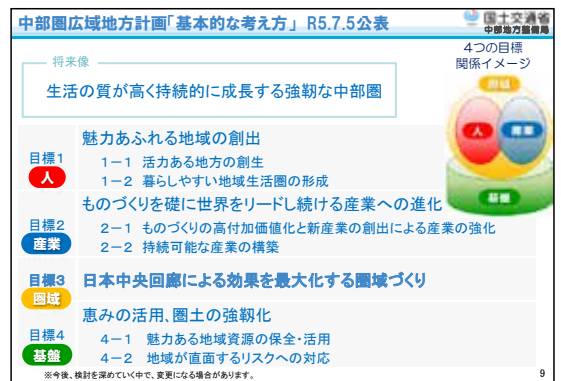 中部圏広域地方計画「基本的な考え方」 R5.7.5公表
国土交通省
中部地方整備局
4つの目標
関係イメージ
将来像
生活の質が高く持続的に成長する強靱な中部圏
圏域
人
産業
基盤
目標1
人
魅力あふれる地域の創出
1-1 活力ある地方の創生
1-2 暮らしやすい地域生活圏の形成
目標2
産業
ものづくりを礎に世界をリードし続ける産業への進化
2-1 ものづくりの高付加価値化と新産業の創出による産業の強化
2-2 持続可能な産業の構築
目標3
圏域
日本中央回廊による効果を最大化する圏域づくり
目標4
基盤
恵みの活用、圏土の強靱化
4-1 魅力ある地域資源の保全・活用
4-2 地域が直面するリスクへの対応
※今後、検討を深めていく中で、変更になる場合があります。
9